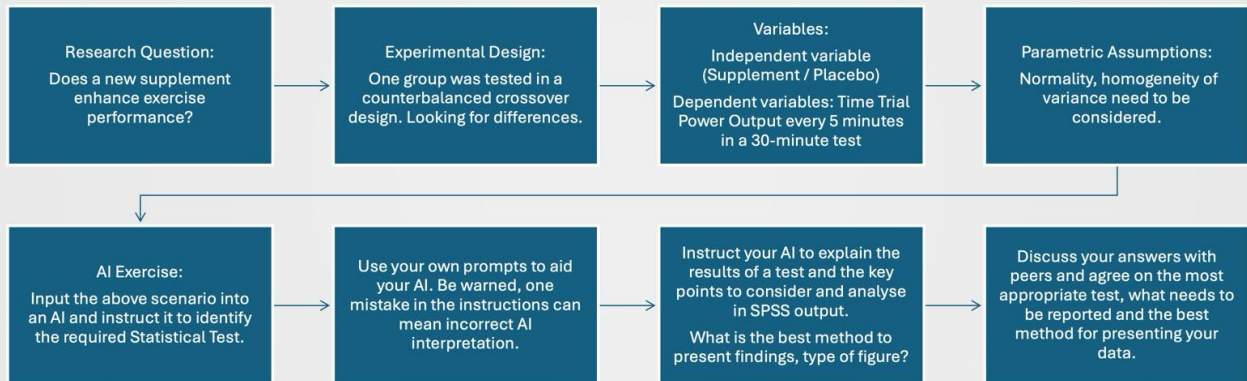 Research Question:
Does a new supplement
enhance exercise
performance?
Experimental Design:
One group was tested in a
counterbalanced crossover
design. Looking for differences.
Variables:
Independent variable
(Supplement / Placebo)
Dependent variables: Time Trial
Power Output every 5 minutes
in a 30-minute test
Parametric Assumptions:
Normality, homogeneity of
variance need to be
considered.
AI Exercise:
Input the above scenario into
an AI and instruct it to identify
the required Statistical Test.
Use your own prompts to aid
your AI. Be warned, one
mistake in the instructions can
mean incorrect AI
interpretation.
Instruct your AI to explain the
results of a test and the key
points to consider and analyse
in SPSS output.
What is the best method to
present findings, type of figure?
Discuss your answers with
peers and agree on the most
appropriate test, what needs to
be reported and the best
method for presenting your
data.